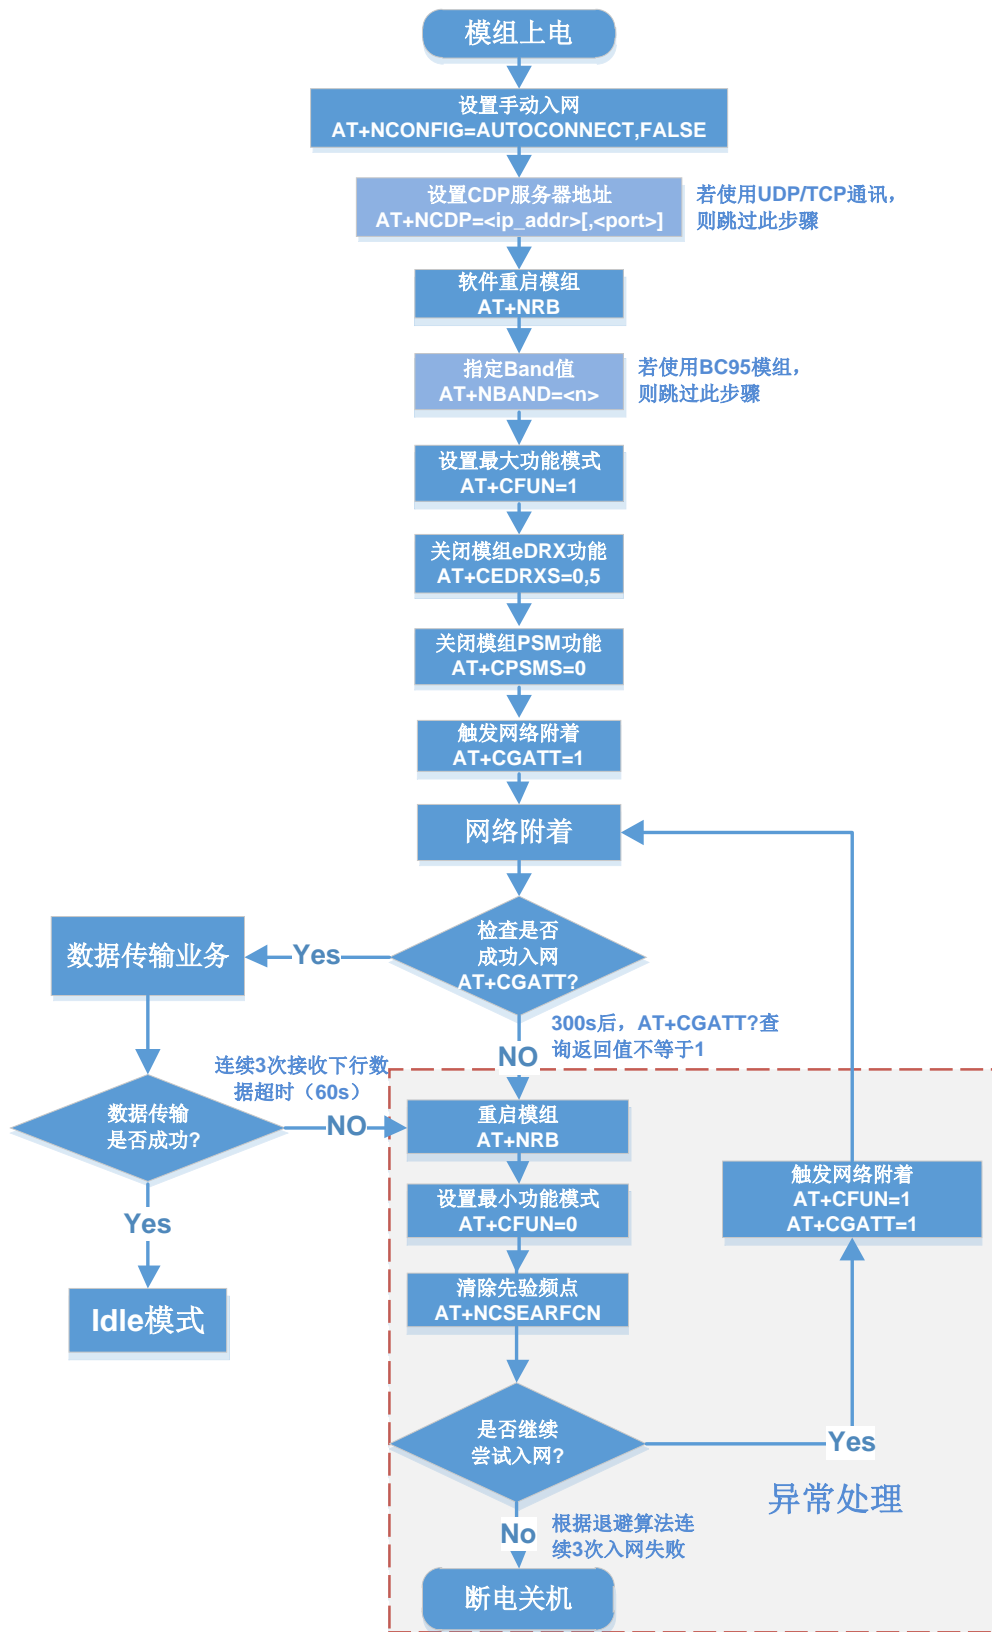 模组上电
设置手动入网
AT+NCONFIG=AUTOCONNECT,FALSE
设置CDP服务器地址
AT+NCDP=<ip_addr>[,<port>]
若使用UDP/TCP通讯，
则跳过此步骤
软件重启模组
AT+NRB
指定Band值
AT+NBAND=<n>
若使用BC95模组，
则跳过此步骤
设置最大功能模式
AT+CFUN=1
关闭模组eDRX功能
AT+CEDRXS=0,5
关闭模组PSM功能
AT+CPSMS=0
触发网络附着
AT+CGATT=1
网络附着
检查是否
成功入网
AT+CGATT?
Yes
数据传输业务
300s后，AT+CGATT?查
询返回值不等于1
NO
连续3次接收下行数
据超时（60s）
数据传输
是否成功?
NO
重启模组
AT+NRB
触发网络附着
AT+CFUN=1
AT+CGATT=1
设置最小功能模式
AT+CFUN=0
Yes
清除先验频点
AT+NCSEARFCN
Idle模式
是否继续
尝试入网?
Yes
异常处理
No
根据退避算法连
续3次入网失败
断电关机